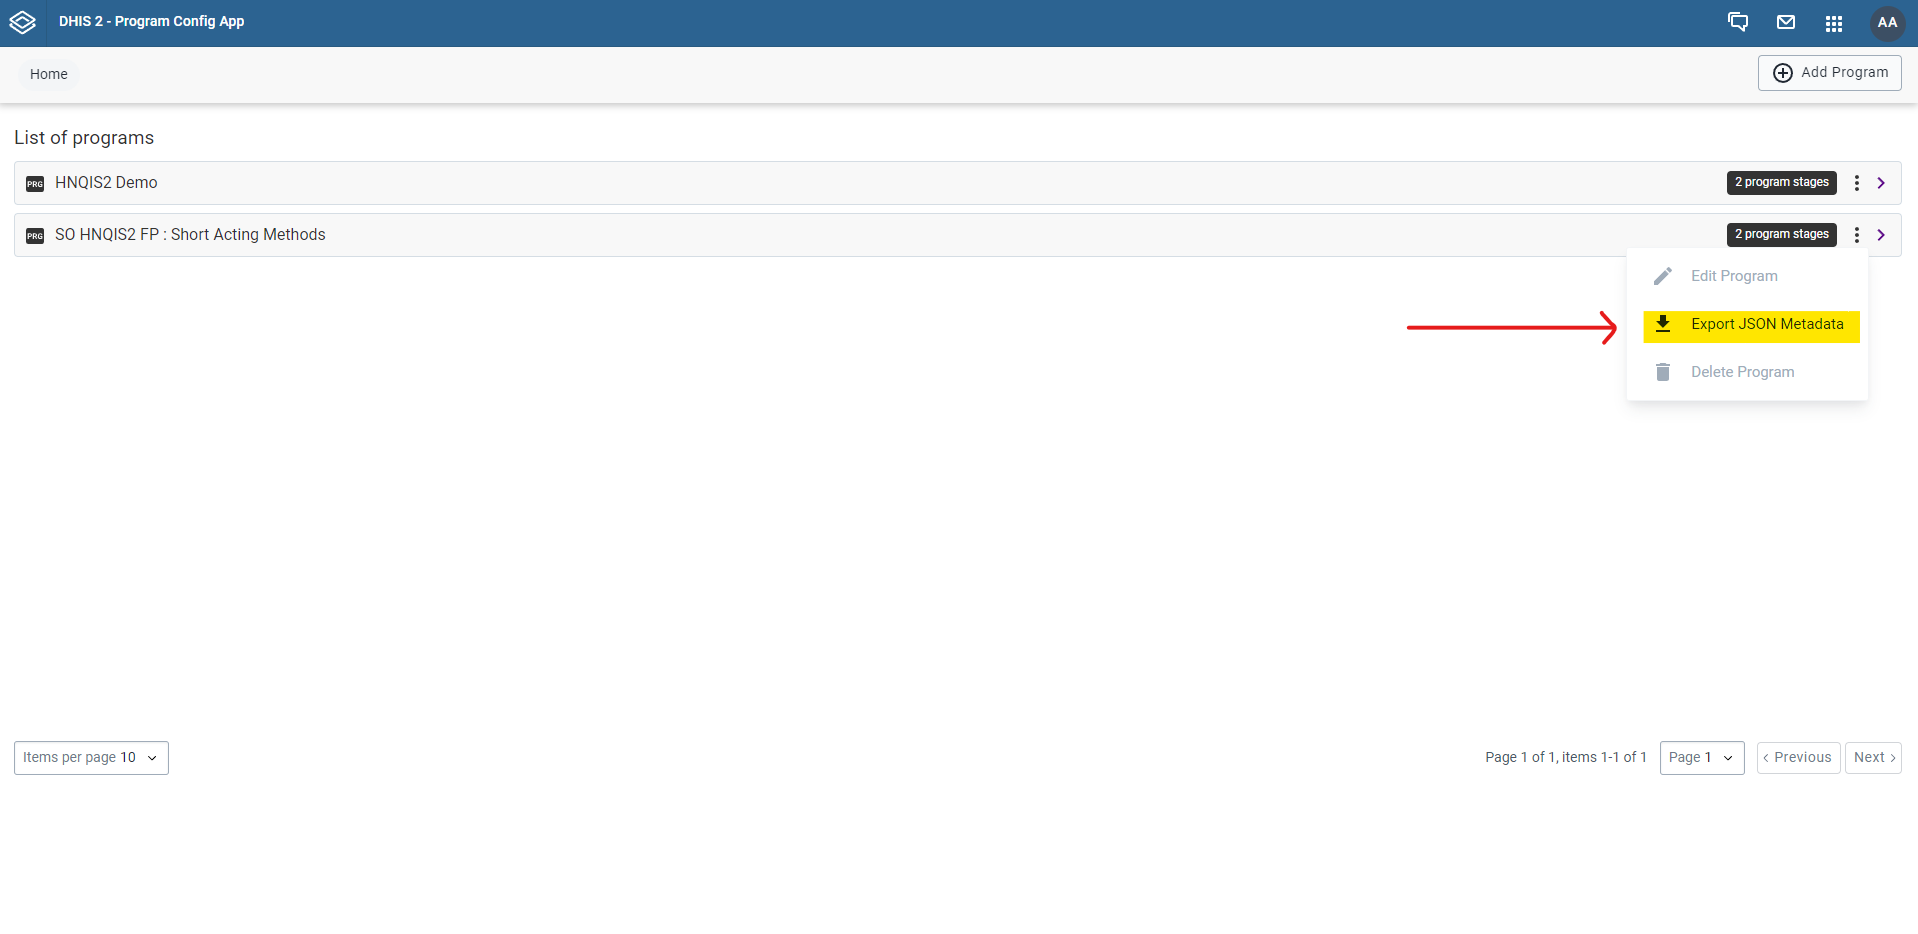 DHIS 2 - Program Config App
AA
Home
Add Program
List of programs
PRG HNQIS2 Demo
2 program stages
PRG SO HNQIS2 FP : Short Acting Methods
2 program stages
Edit Program
Export JSON Metadata
Delete Program
Items per page 10
Page 1 of 1, items 1-1 of 1
Page 1
Previous
Next